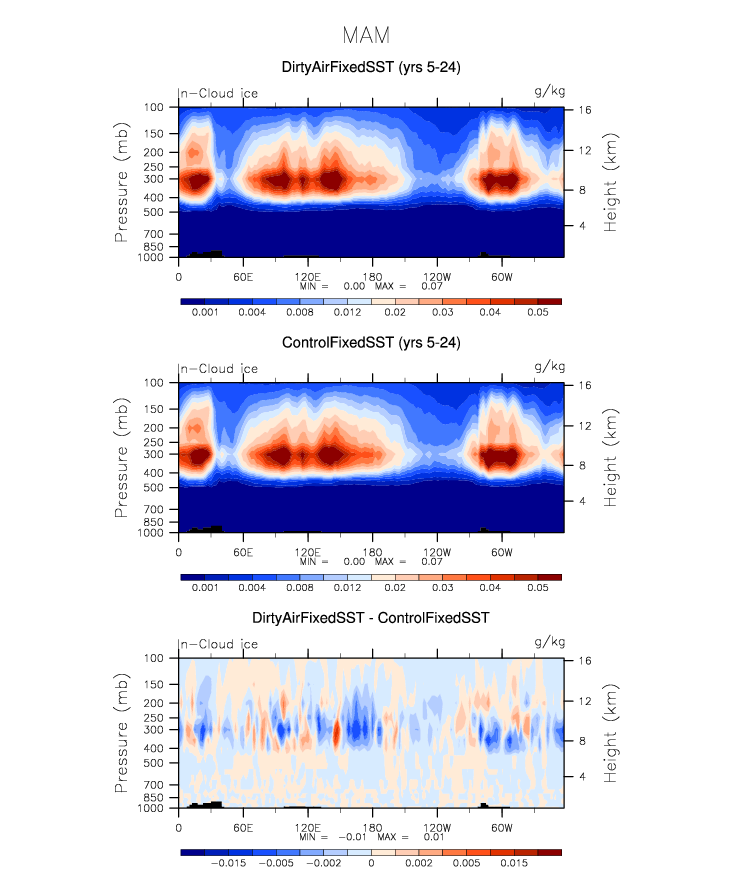 MAM
DirtyAirFixedSST (yrs 5-24)
In-Cloud ice g/kg
100
150
200
250
300
400
500
700
850
1000
Pressure (mb)
16
12
8
4
Height (km)
0 60E 120E 180 120W 60W
MIN = 0.00 MAX = 0.07
0.001 0.004 0.008 0.012 0.02 0.03 0.04 0.05
ControlFixedSST (yrs 5-24)
In-Cloud ice g/kg
100
150
200
250
300
400
500
700
850
1000
Pressure (mb)
16
12
8
4
Height (km)
0 60E 120E 180 120W 60W
MIN = 0.00 MAX = 0.07
0.001 0.004 0.008 0.012 0.02 0.03 0.04 0.05
DirtyAirFixedSST - ControlFixedSST
In-Cloud ice g/kg
100
150
200
250
300
400
500
700
850
1000
Pressure (mb)
16
12
8
4
Height (km)
0 60E 120E 180 120W 60W
MIN = -0.01 MAX = 0.01
-0.015 -0.005 -0.002 0 0.002 0.005 0.015